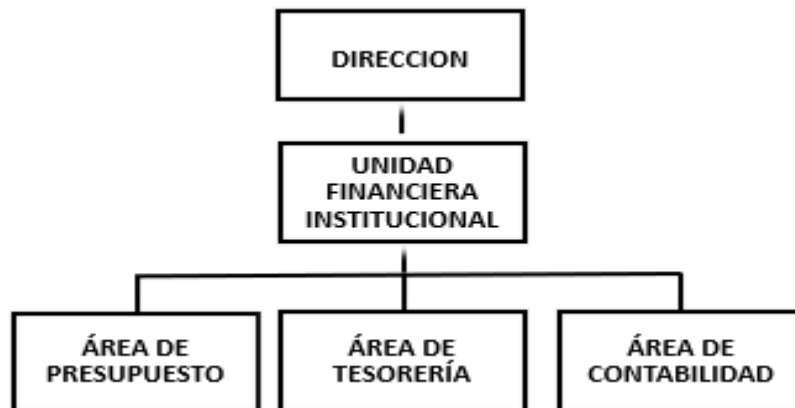 DIRECCION
UNIDAD
FINANCIERA
INSTITUCIONAL
ÁREA DE
PRESUPUESTO
ÁREA DE
TESORERÍA
ÁREA DE
CONTABILIDAD